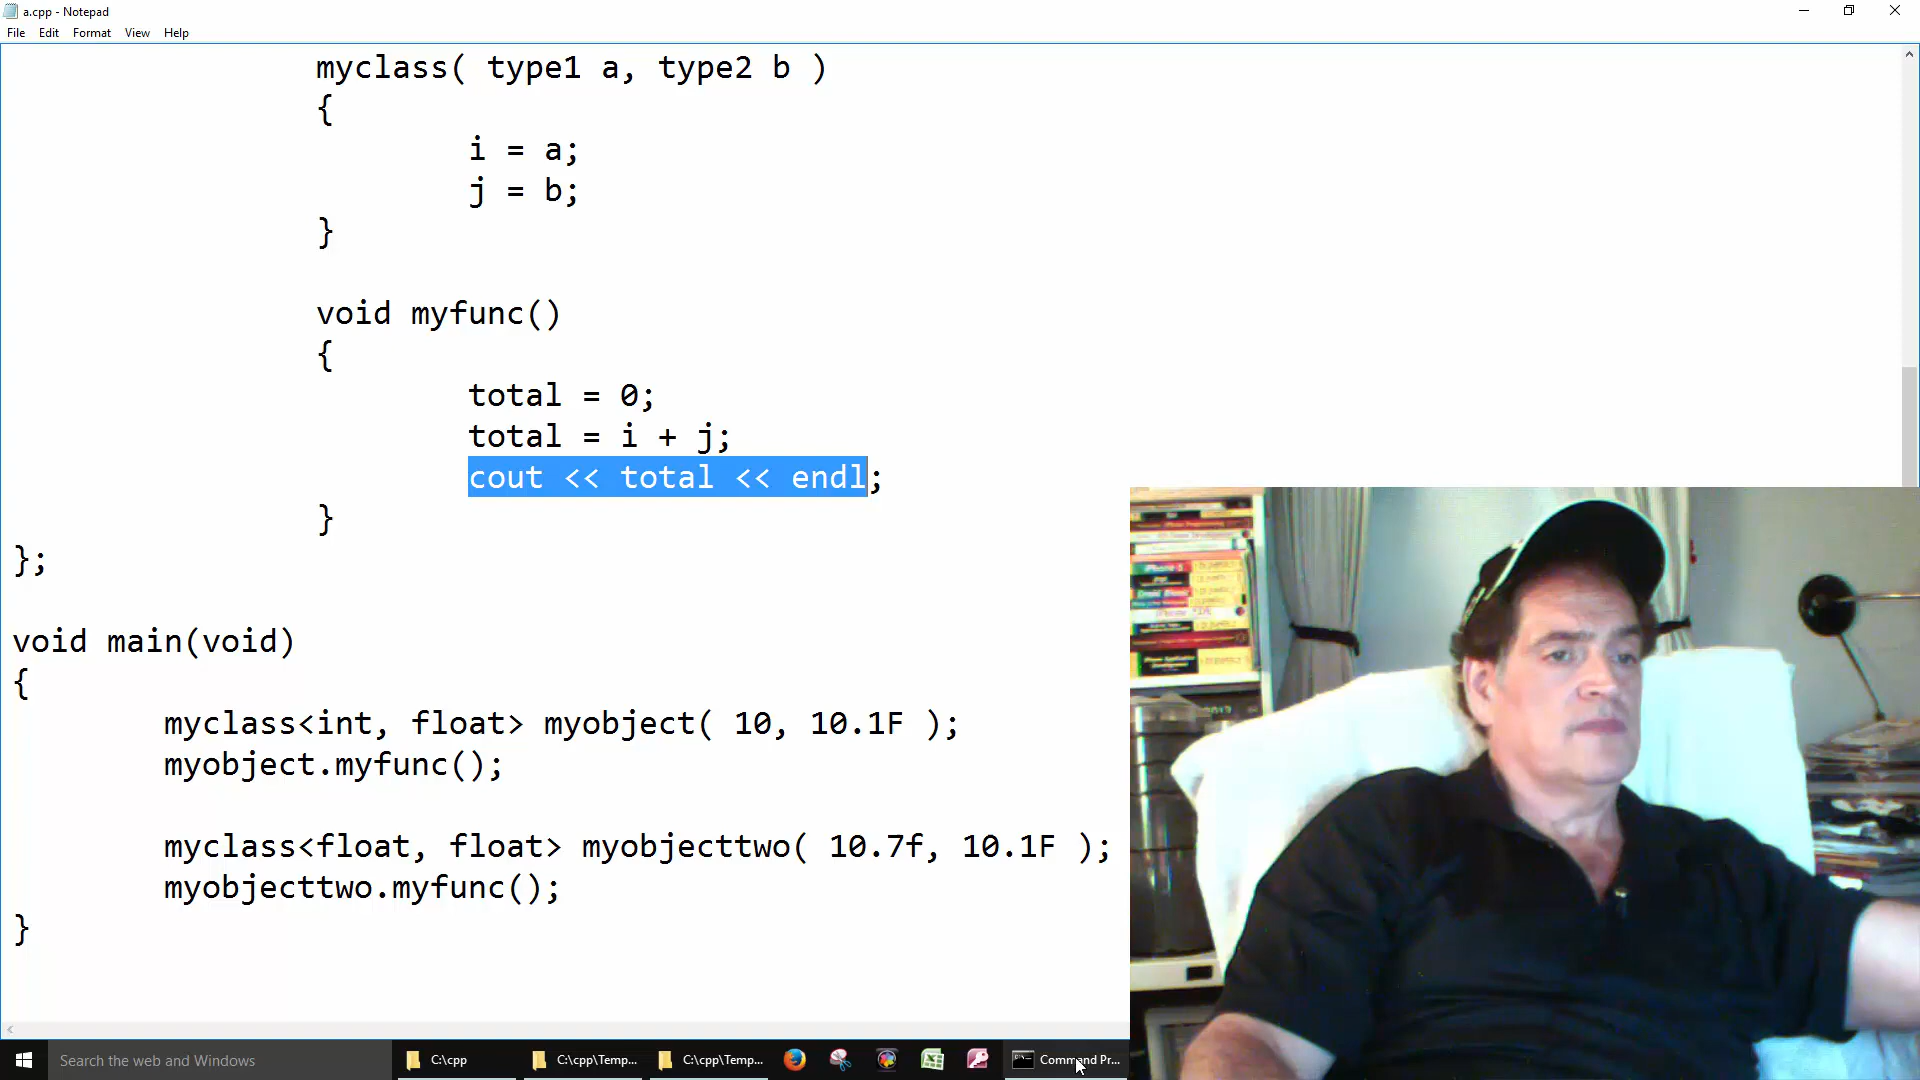 a.cpp - Notepad
File Edit Format View Help
myclass( type1 a, type2 b )
{
i = a;
j = b;
}
void myfunc()
{
total = 0;
total = i + j;
cout << total << endl;
}
};
void main(void)
{
myclass<int, float> myobject( 10, 10.1F );
myobject.myfunc();
myclass<float, float> myobjecttwo( 10.7f, 10.1F );
myobjecttwo.myfunc();
}
Search the web and Windows
C:\cpp
C:\cpp\Temp...
C:\cpp\Temp...
Command Pr...